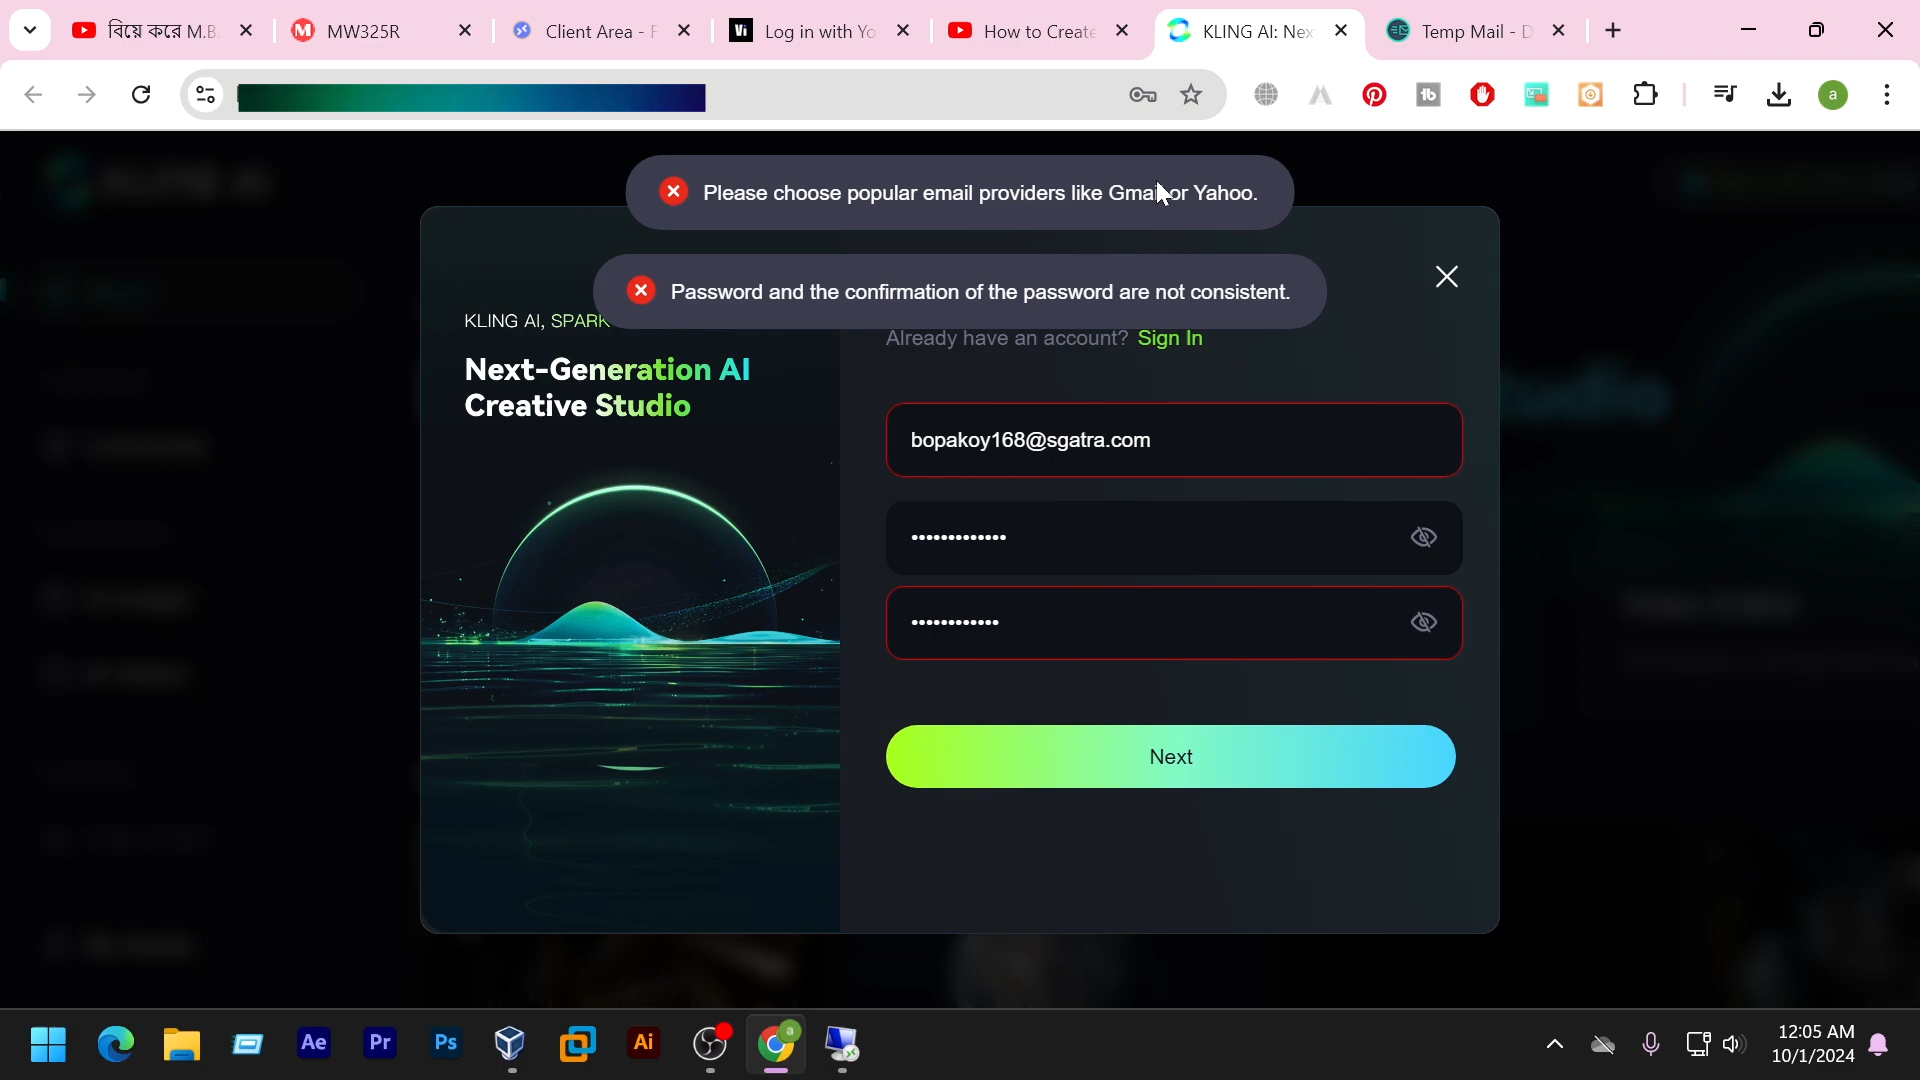 বিয়ে করে M.B.
MW325R
Client Area - F
Log in with Yo
How to Create
KLING AI: Nex
Temp Mail - D
a
Please choose popular email providers like Gmail or Yahoo.
Password and the confirmation of the password are not consistent.
KLING AI, SPARK
Already have an account? Sign In
Next-Generation AI
Creative Studio
bopakoy168@sgatra.com
•••••••••••••
••••••••••••
Next
Ae
Pr
Ps
Ai
a
12:05 AM
10/1/2024